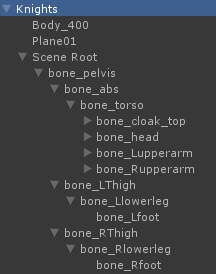 Knights
Body_400
Plane01
Scene Root
bone_pelvis
bone_abs
bone_torso
bone_cloak_top
bone_head
bone_Lupperarm
bone_Rupperarm
bone_LThigh
bone_Llowerleg
bone_Lfoot
bone_RThigh
bone_Rlowerleg
bone_Rfoot